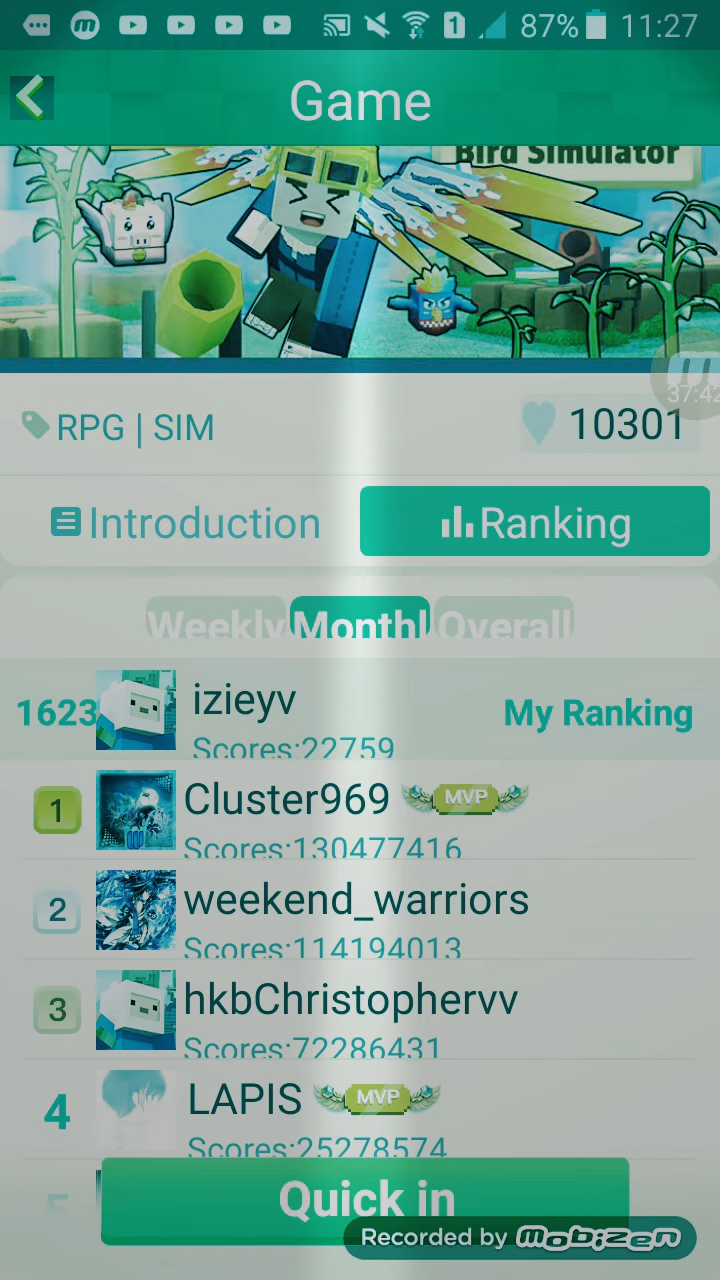 87% 11:27
Game
Bird Simulator
37:42
RPG | SIM
10301
Introduction
Ranking
Weekly Monthl Overall
1623 izieyv My Ranking
Scores:22759
1 Cluster969 MVP
Scores:130477416
2 weekend_warriors
Scores:114194013
3 hkbChristophervv
Scores:72286431
4 LAPIS MVP
Scores:25278574
Quick in
Recorded by mobizen